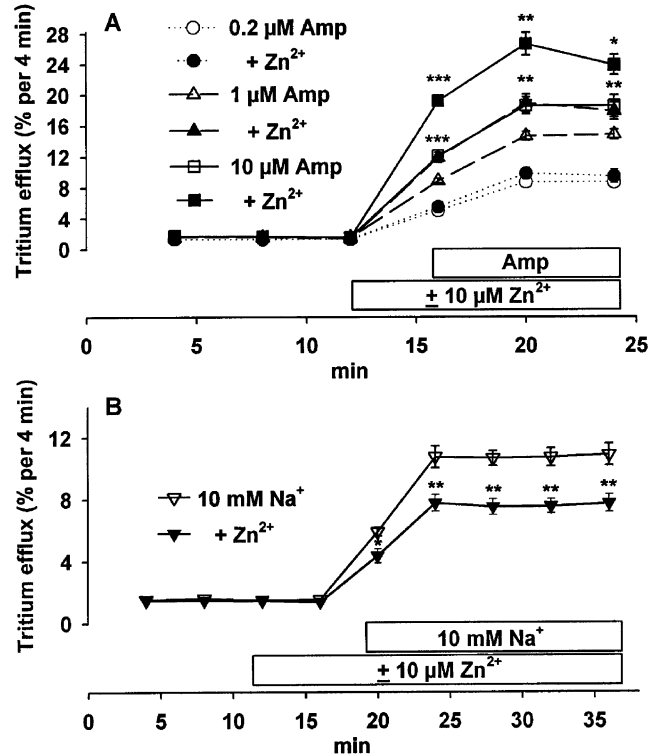 A
0.2 µM Amp
+ Zn²⁺
1 µM Amp
+ Zn²⁺
10 µM Amp
+ Zn²⁺
Tritium efflux (% per 4 min)
28
24
20
16
12
8
4
0
***
**
*
***
**
**
Amp
± 10 µM Zn²⁺
0 5 10 15 20 25
min
B
10 mM Na⁺
+ Zn²⁺
Tritium efflux (% per 4 min)
12
8
4
0
*
** ** ** **
10 mM Na⁺
± 10 µM Zn²⁺
0 5 10 15 20 25 30 35
min